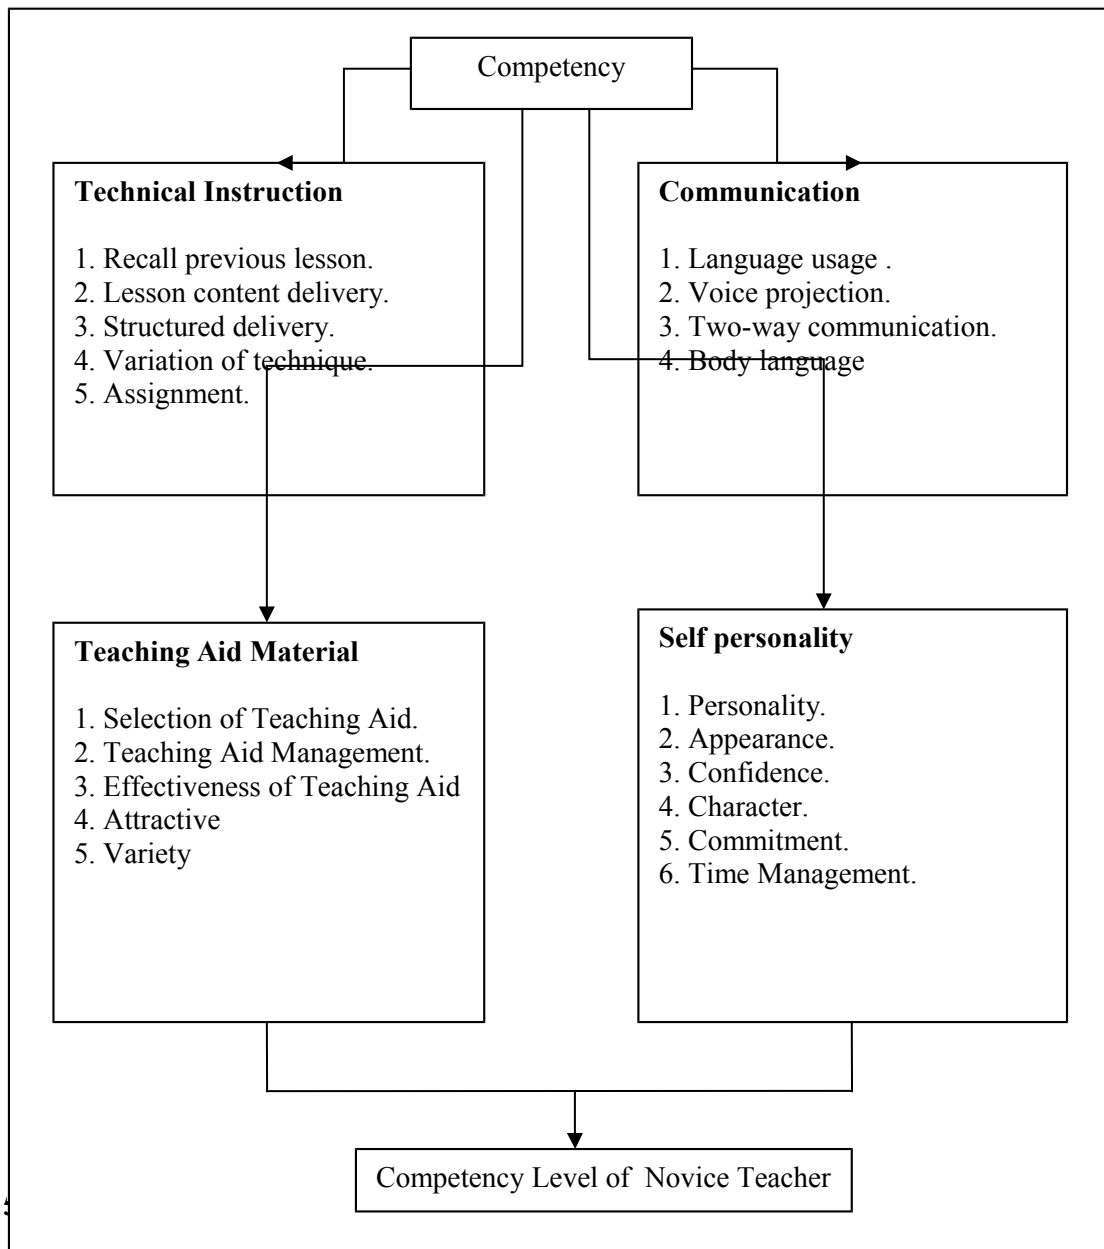 Competency
Technical Instruction
1. Recall previous lesson.
2. Lesson content delivery.
3. Structured delivery.
4. Variation of technique.
5. Assignment.
Communication
1. Language usage .
2. Voice projection.
3. Two-way communication.
4. Body language
Teaching Aid Material
1. Selection of Teaching Aid.
2. Teaching Aid Management.
3. Effectiveness of Teaching Aid
4. Attractive
5. Variety
Self personality
1. Personality.
2. Appearance.
3. Confidence.
4. Character.
5. Commitment.
6. Time Management.
Competency Level of Novice Teacher